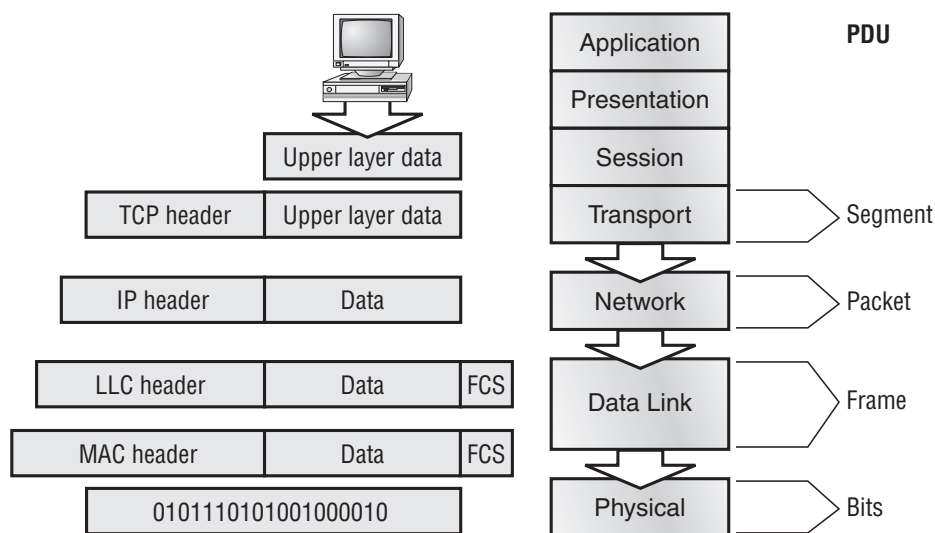 Application
PDU
Presentation
Upper layer data
Session
TCP header
Upper layer data
Transport
Segment
IP header
Data
Network
Packet
LLC header
Data
FCS
Data Link
Frame
MAC header
Data
FCS
0101110101001000010
Physical
Bits